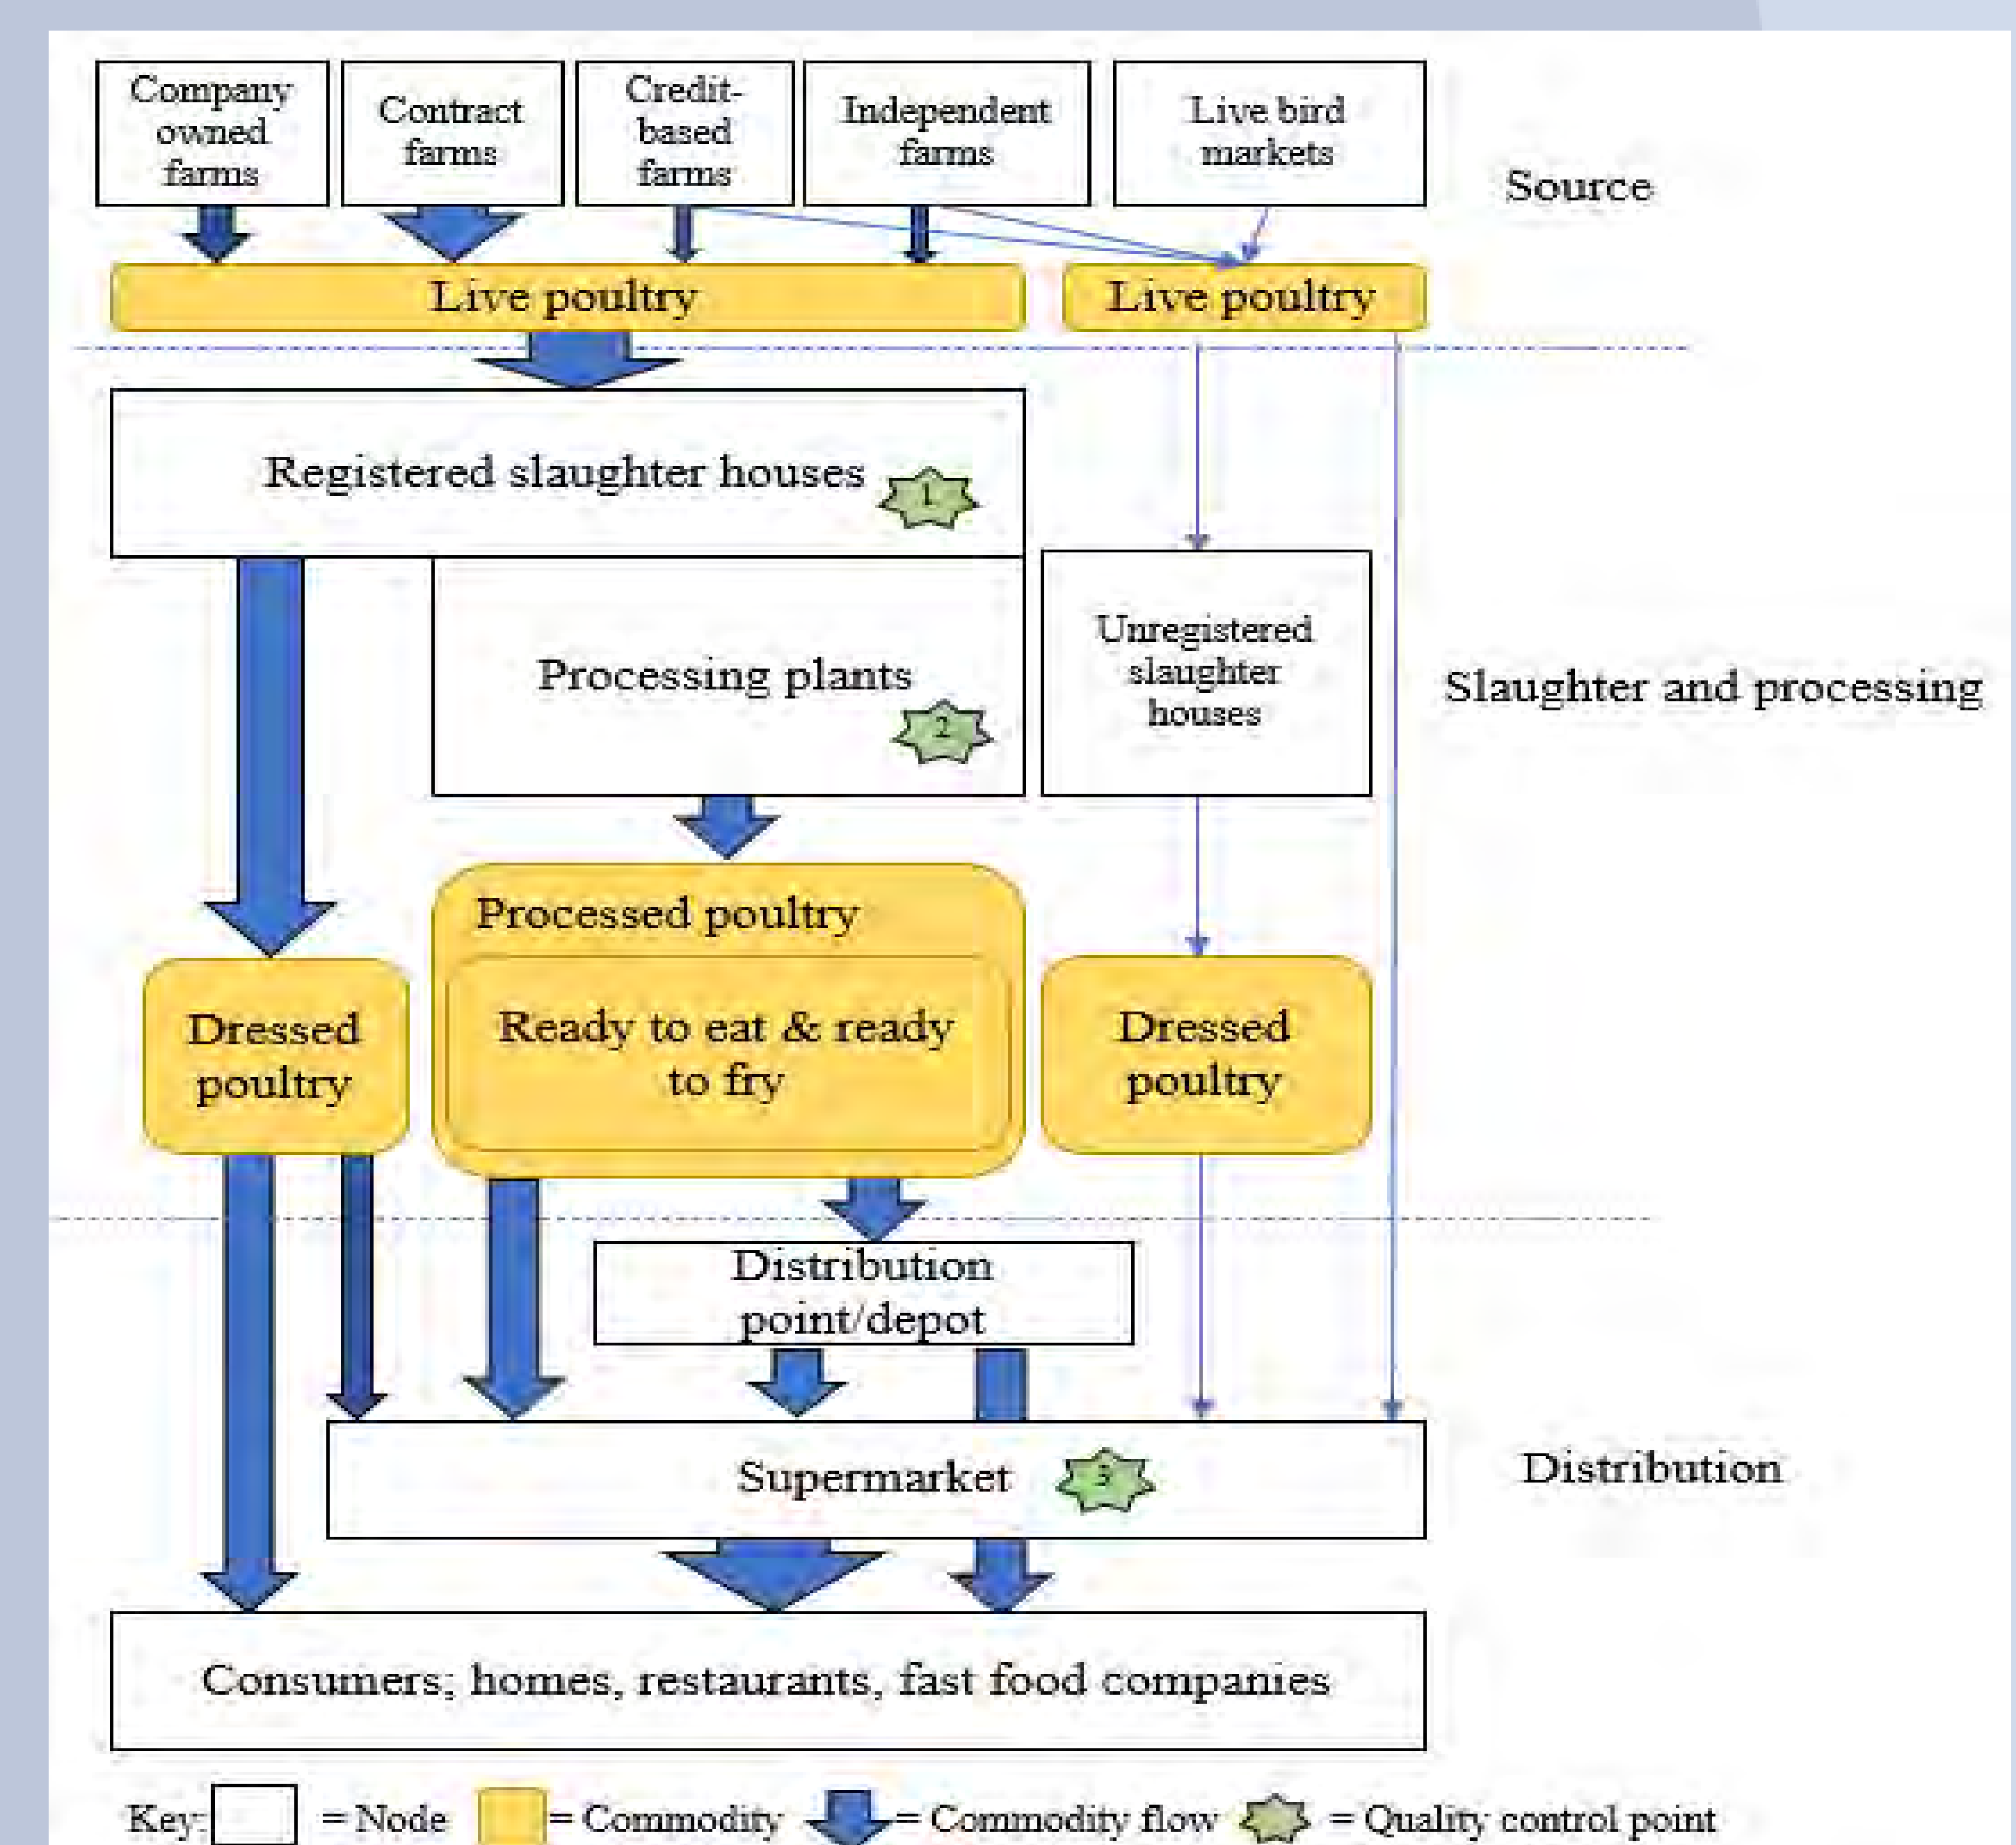 Company
owned
farms
Contract
farms
Credit-
based
farms
Independent
farms
Live bird
markets
Source
Live poultry
Live poultry
Registered slaughter houses
1
Processing plants
2
Unregistered
slaughter
houses
Slaughter and processing
Processed poultry
Ready to eat & ready
to fry
Dressed
poultry
Dressed
poultry
Distribution
point/depot
Supermarket
3
Distribution
Consumers; homes, restaurants, fast food companies
Key: = Node = Commodity = Commodity flow = Quality control point